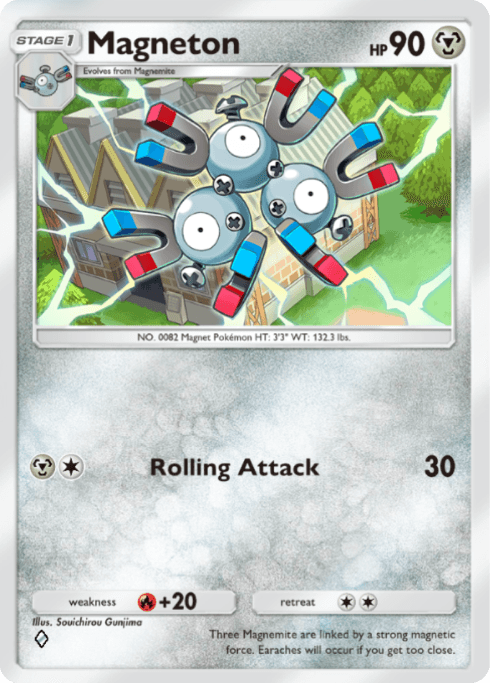 STAGE 1 Magneton HP 90
Evolves from Magnemite
NO. 0082 Magnet Pokémon HT: 3'3" WT: 132.3 lbs.
Rolling Attack 30
weakness +20 retreat
Illus. Souichirou Gunjima
Three Magnemite are linked by a strong magnetic
force. Earaches will occur if you get too close.